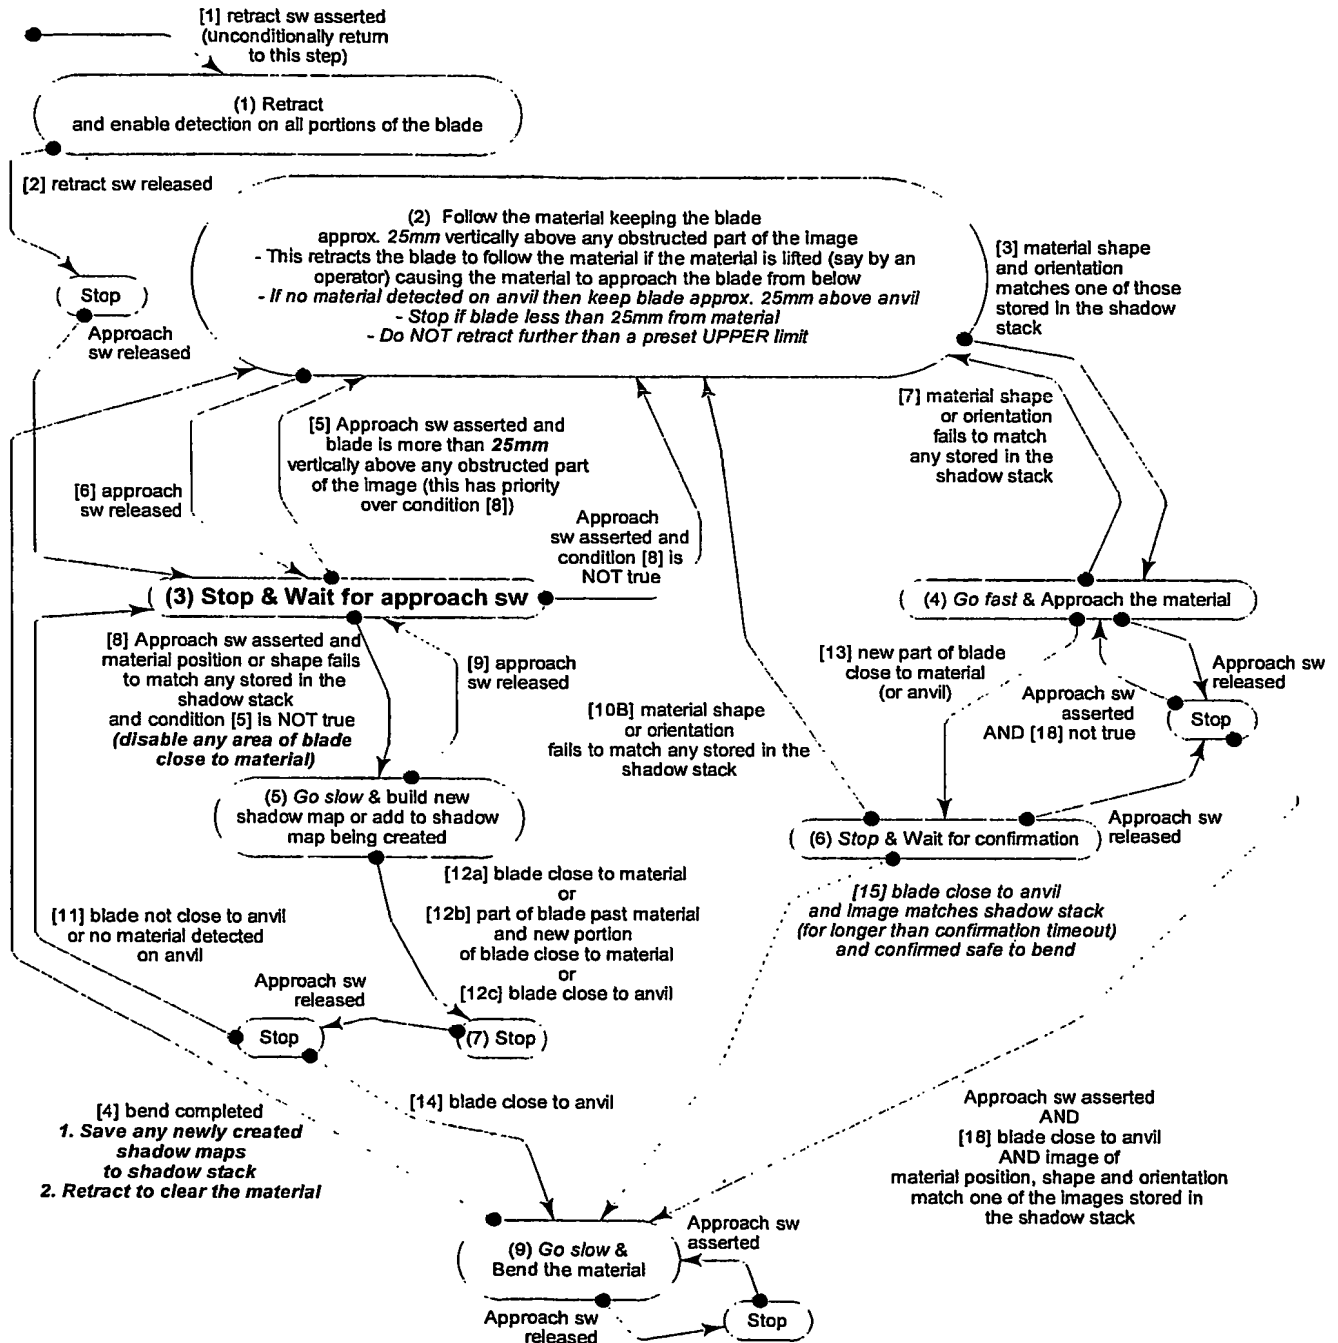 [1] retract sw asserted
(unconditionally return
to this step)
(1) Retract
and enable detection on all portions of the blade
[2] retract sw released
(2) Follow the material keeping the blade
approx. 25mm vertically above any obstructed part of the image
- This retracts the blade to follow the material if the material is lifted (say by an
operator) causing the material to approach the blade from below
- If no material detected on anvil then keep blade approx. 25mm above anvil
- Stop if blade less than 25mm from material
- Do NOT retract further than a preset UPPER limit
[3] material shape
and orientation
matches one of those
stored in the shadow
stack
Stop
Approach
sw released
[7] material shape
or orientation
fails to match
any stored in the
shadow stack
[5] Approach sw asserted and
blade is more than 25mm
vertically above any obstructed part
of the image (this has priority
over condition [8])
[6] approach
sw released
Approach
sw asserted and
condition [8] is
NOT true
(3) Stop & Wait for approach sw
(4) Go fast & Approach the material
[8] Approach sw asserted and
material position or shape fails
to match any stored in the
shadow stack
and condition [5] is NOT true
(disable any area of blade
close to material)
[9] approach
sw released
[13] new part of blade
close to material
(or anvil)
Approach sw
asserted
AND [18] not true
Approach sw
released
Stop
[10B] material shape
or orientation
fails to match any stored in the
shadow stack
(5) Go slow & build new
shadow map or add to shadow
map being created
(6) Stop & Wait for confirmation
Approach sw
released
[12a] blade close to material
or
[12b] part of blade past material
and new portion
of blade close to material
or
[12c] blade close to anvil
[15] blade close to anvil
and Image matches shadow stack
(for longer than confirmation timeout)
and confirmed safe to bend
[11] blade not close to anvil
or no material detected
on anvil
Approach sw
released
Stop
(7) Stop
[4] bend completed
1. Save any newly created
shadow maps
to shadow stack
2. Retract to clear the material
[14] blade close to anvil
Approach sw asserted
AND
[18] blade close to anvil
AND image of
material position, shape and orientation
match one of the images stored in
the shadow stack
(9) Go slow &
Bend the material
Approach sw
asserted
Approach sw
released
Stop